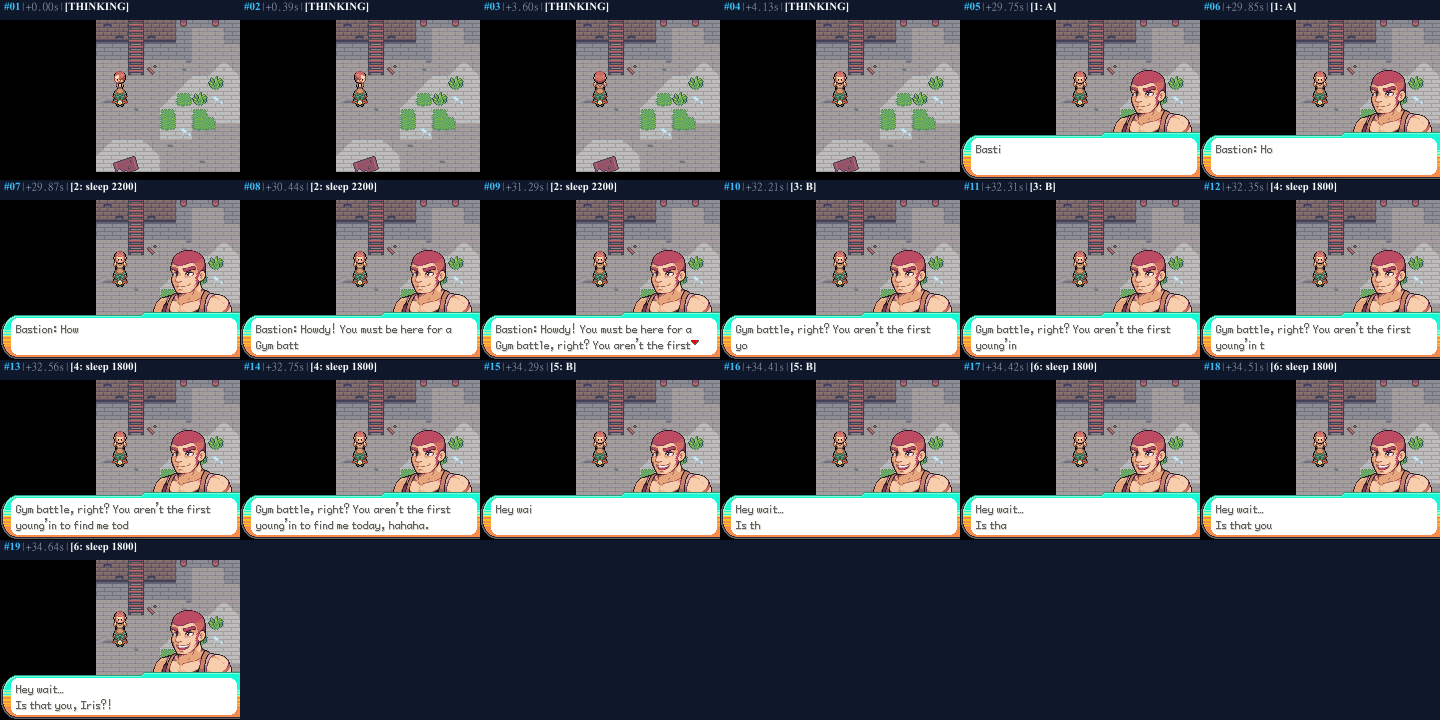 #01 | +0.00s | [THINKING]
#02 | +0.39s | [THINKING]
#03 | +3.60s | [THINKING]
#04 | +4.13s | [THINKING]
#05 | +29.75s | [1: A]
Basti
#06 | +29.85s | [1: A]
Bastion: Ho
#07 | +29.87s | [2: sleep 2200]
Bastion: How
#08 | +30.44s | [2: sleep 2200]
Bastion: Howdy! You must be here for a
Gym batt
#09 | +31.29s | [2: sleep 2200]
Bastion: Howdy! You must be here for a
Gym battle, right? You aren't the first
#10 | +32.21s | [3: B]
Gym battle, right? You aren't the first
yo
#11 | +32.31s | [3: B]
Gym battle, right? You aren't the first
young'in
#12 | +32.35s | [4: sleep 1800]
Gym battle, right? You aren't the first
young'in t
#13 | +32.56s | [4: sleep 1800]
Gym battle, right? You aren't the first
young'in to find me tod
#14 | +32.75s | [4: sleep 1800]
Gym battle, right? You aren't the first
young'in to find me today, hahaha.
#15 | +34.29s | [5: B]
Hey wai
#16 | +34.41s | [5: B]
Hey wait...
Is th
#17 | +34.42s | [6: sleep 1800]
Hey wait...
Is tha
#18 | +34.51s | [6: sleep 1800]
Hey wait...
Is that you
#19 | +34.64s | [6: sleep 1800]
Hey wait...
Is that you, Iris?!